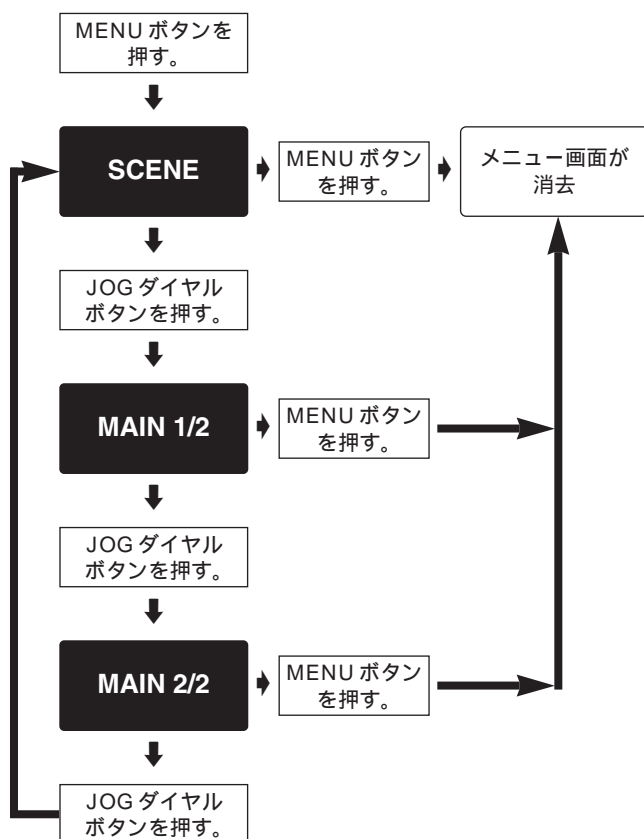 MENU ボタンを
押す。
SCENE
MENU ボタン
を押す。
メニュー画面が
消去
JOG ダイヤル
ボタンを押す。
MAIN 1/2
MENU ボタン
を押す。
JOG ダイヤル
ボタンを押す。
MAIN 2/2
MENU ボタン
を押す。
JOG ダイヤル
ボタンを押す。